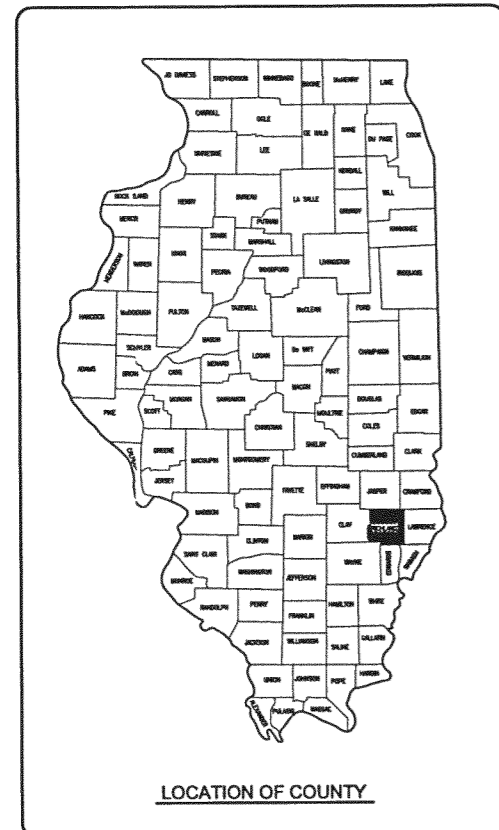 JO DAVIESS STEPHENSON WINNEBAGO BOONE McHENRY LAKE
CARROLL OGLE DE KALB KANE COOK
DU PAGE
WHITESIDE LEE
KENDALL WILL
ROCK ISLAND HENRY BUREAU LA SALLE GRUNDY
MERCER PUTNAM KANKAKEE
STARK MARSHALL
HENDERSON WARREN KNOX LIVINGSTON
PEORIA WOODFORD IROQUOIS
HANCOCK McDONOUGH FULTON TAZEWELL McCLEAN FORD
MASON
SCHUYLER LOGAN De WITT CHAMPAIGN VERMILION
ADAMS BROWN CASS MENARD PIATT
MACON
PIKE SCOTT MORGAN SANGAMON DOUGLAS
MOULTRIE COLES EDGAR
CHRISTIAN
CALHOUN GREENE MACOUPIN MONTGOMERY SHELBY CUMBERLAND CLARK
JERSEY
FAYETTE EFFINGHAM JASPER CRAWFORD
MADISON BOND
CLAY RICHLAND LAWRENCE
CLINTON MARION
SAINT CLAIR WAYNE EDWARDS WABASH
MONROE WASHINGTON JEFFERSON
RANDOLPH PERRY HAMILTON WHITE
FRANKLIN
JACKSON WILLIAMSON SALINE GALLATIN
UNION JOHNSON POPE HARDIN
ALEXANDER PULASKI MASSAC
LOCATION OF COUNTY